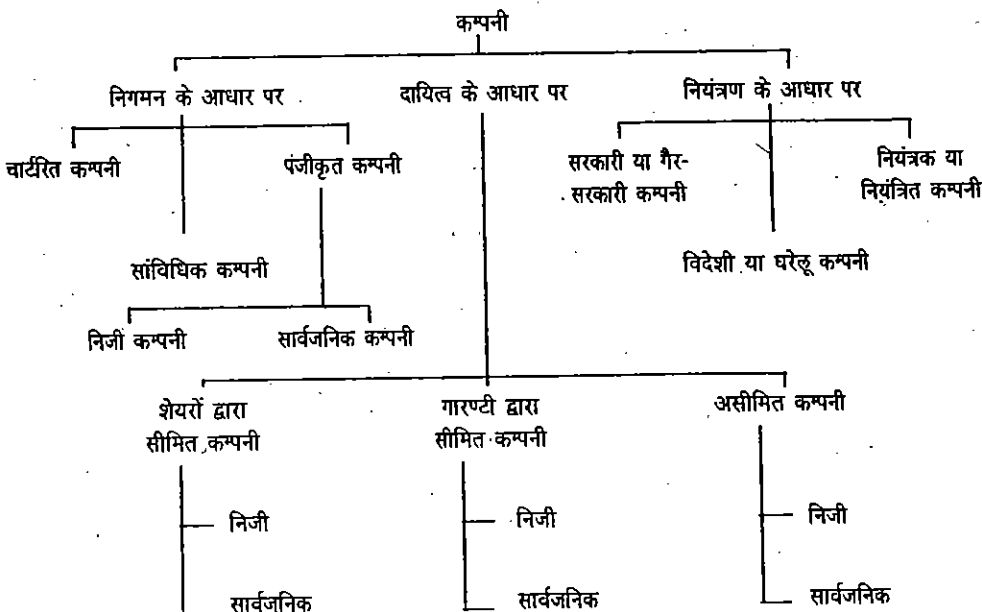 कम्पनी
निगमन के आधार पर
दायित्व के आधार पर
नियंत्रण के आधार पर
चार्टरित कम्पनी
पंजीकृत कम्पनी
सरकारी या गैर-
सरकारी कम्पनी
नियंत्रक या
नियंत्रित कम्पनी
सांविधिक कम्पनी
विदेशी या घरेलू कम्पनी
निजी कम्पनी
सार्वजनिक कम्पनी
शेयरों द्वारा
सीमित कम्पनी
गारण्टी द्वारा
सीमित कम्पनी
असीमित कम्पनी
निजी
निजी
निजी
सार्वजनिक
सार्वजनिक
सार्वजनिक